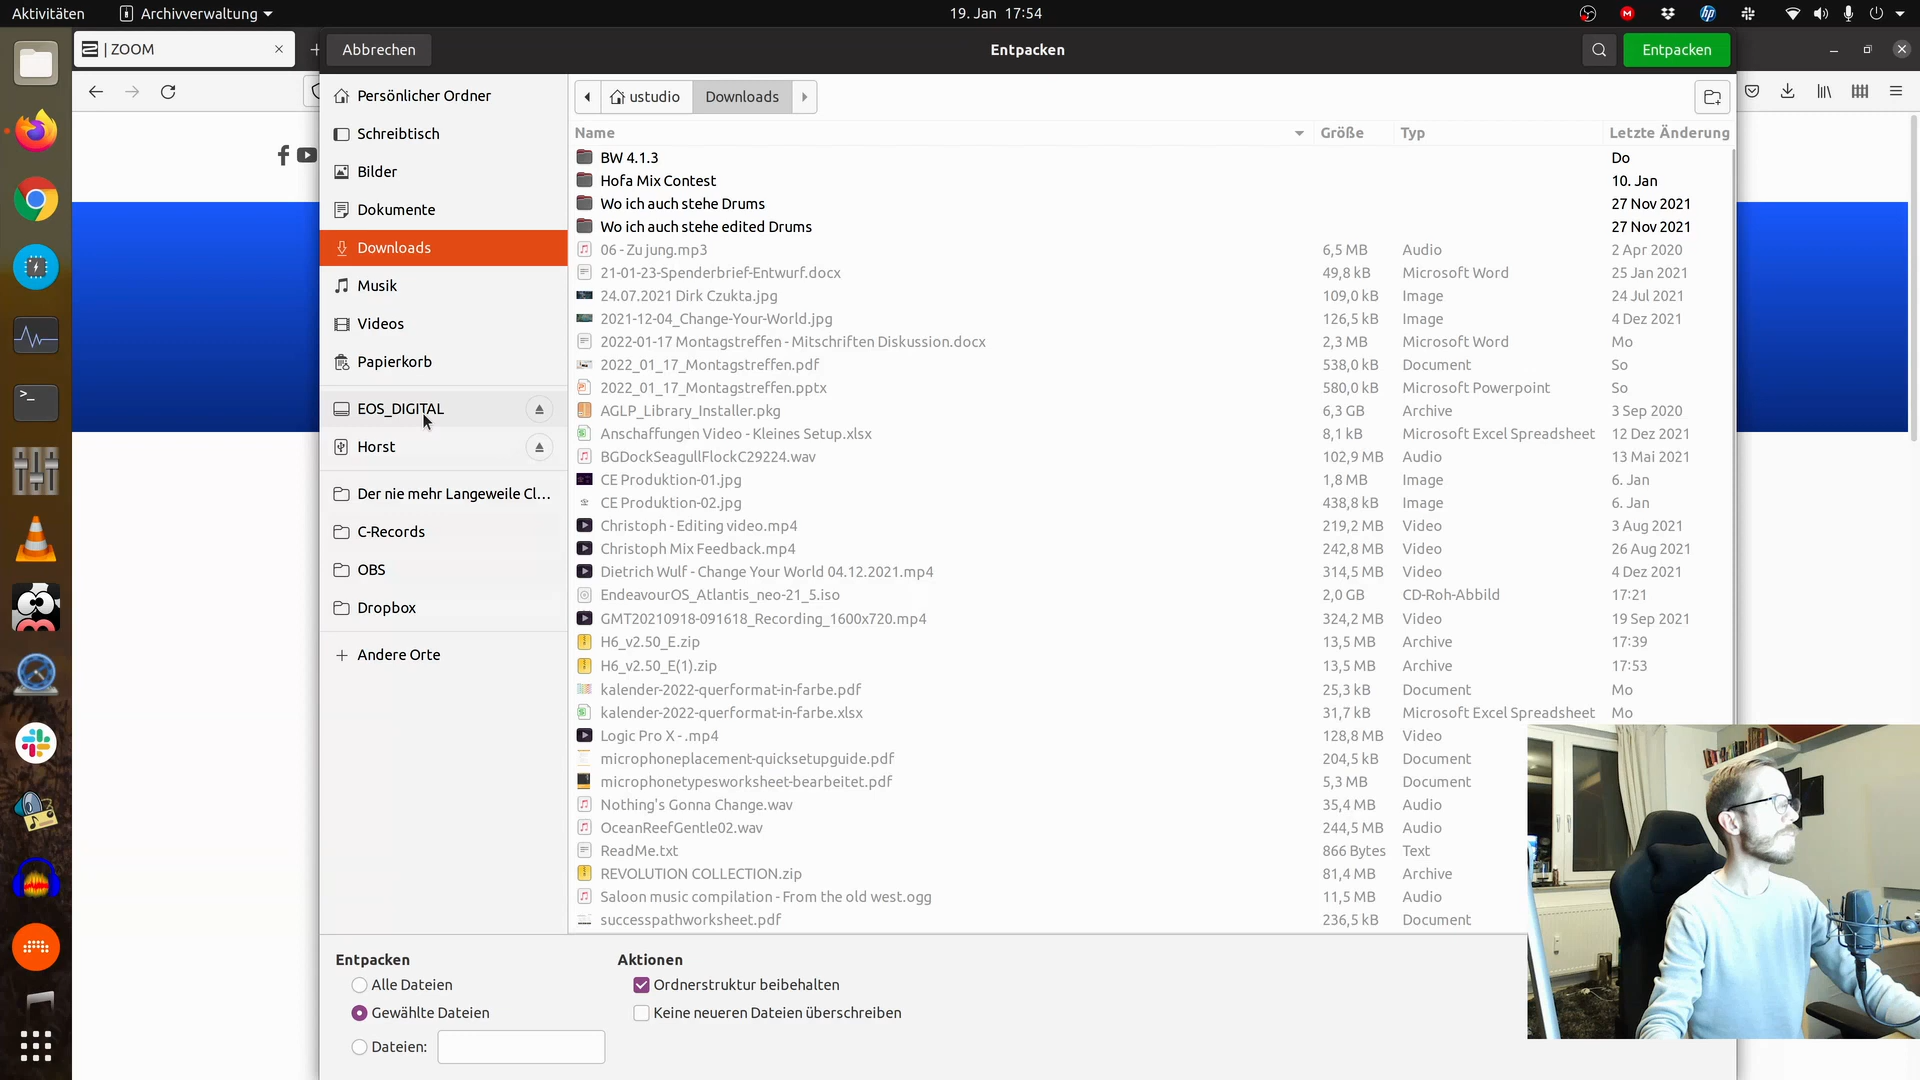 Aktivitäten
Archivverwaltung
19. Jan 17:54
| ZOOM
Abbrechen
Entpacken
Entpacken
ustudio
Downloads
Persönlicher Ordner
Schreibtisch
Bilder
Dokumente
Downloads
Musik
Videos
Papierkorb
EOS_DIGITAL
Horst
Der nie mehr Langeweile Cl...
C-Records
OBS
Dropbox
Andere Orte
Name Größe Typ Letzte Änderung
BW 4.1.3 Do
Hofa Mix Contest 10. Jan
Wo ich auch stehe Drums 27 Nov 2021
Wo ich auch stehe edited Drums 27 Nov 2021
06 - Zu jung.mp3 6,5 MB Audio 2 Apr 2020
21-01-23-Spenderbrief-Entwurf.docx 49,8 kB Microsoft Word 25 Jan 2021
24.07.2021 Dirk Czukta.jpg 109,0 kB Image 24 Jul 2021
2021-12-04_Change-Your-World.jpg 126,5 kB Image 4 Dez 2021
2022-01-17 Montagstreffen - Mitschriften Diskussion.docx 2,3 MB Microsoft Word Mo
2022_01_17_Montagstreffen.pdf 538,0 kB Document So
2022_01_17_Montagstreffen.pptx 580,0 kB Microsoft Powerpoint So
AGLP_Library_Installer.pkg 6,3 GB Archive 3 Sep 2020
Anschaffungen Video - Kleines Setup.xlsx 8,1 kB Microsoft Excel Spreadsheet 12 Dez 2021
BGDockSeagullFlockC29224.wav 102,9 MB Audio 13 Mai 2021
CE Produktion-01.jpg 1,8 MB Image 6. Jan
CE Produktion-02.jpg 438,8 kB Image 6. Jan
Christoph - Editing video.mp4 219,2 MB Video 3 Aug 2021
Christoph Mix Feedback.mp4 242,8 MB Video 26 Aug 2021
Dietrich Wulf - Change Your World 04.12.2021.mp4 314,5 MB Video 4 Dez 2021
EndeavourOS_Atlantis_neo-21_5.iso 2,0 GB CD-Roh-Abbild 17:21
GMT20210918-091618_Recording_1600x720.mp4 324,2 MB Video 19 Sep 2021
H6_v2.50_E.zip 13,5 MB Archive 17:39
H6_v2.50_E(1).zip 13,5 MB Archive 17:53
kalender-2022-querformat-in-farbe.pdf 25,3 kB Document Mo
kalender-2022-querformat-in-farbe.xlsx 31,7 kB Microsoft Excel Spreadsheet Mo
Logic Pro X - .mp4 128,8 MB Video
microphoneplacement-quicksetupguide.pdf 204,5 kB Document
microphonetypesworksheet-bearbeitet.pdf 5,3 MB Document
Nothing's Gonna Change.wav 35,4 MB Audio
OceanReefGentle02.wav 244,5 MB Audio
ReadMe.txt 866 Bytes Text
REVOLUTION COLLECTION.zip 81,4 MB Archive
Saloon music compilation - From the old west.ogg 11,5 MB Audio
successpathworksheet.pdf 236,5 kB Document
Entpacken
Alle Dateien
Gewählte Dateien
Dateien:
Aktionen
Ordnerstruktur beibehalten
Keine neueren Dateien überschreiben